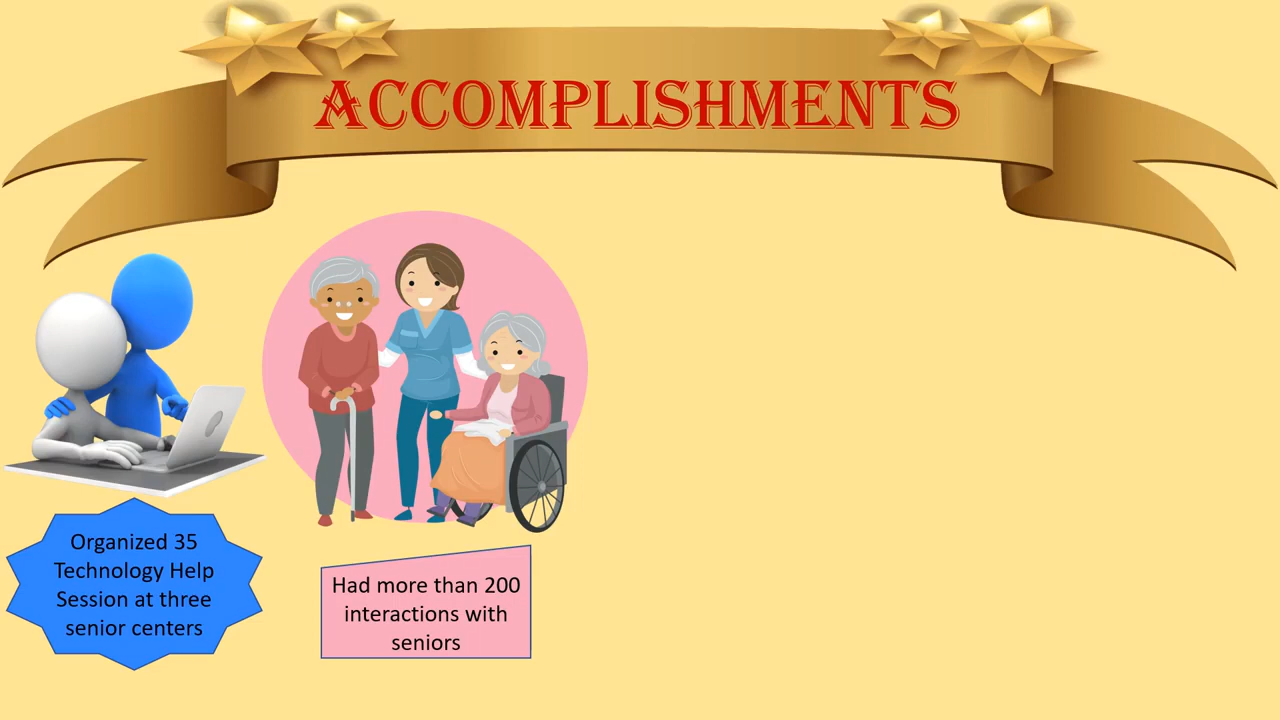 ACCOMPLISHMENTS
Organized 35
Technology Help
Session at three
senior centers
Had more than 200
interactions with
seniors